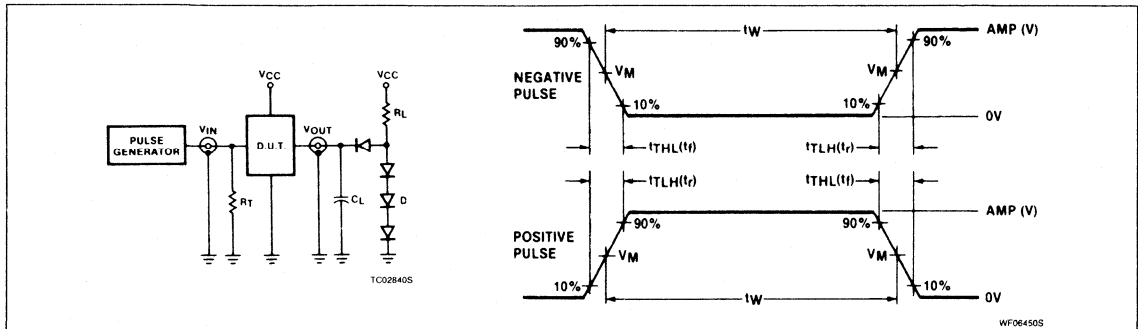 PULSE
GENERATOR
VIN
RT
VCC
D.U.T.
VOUT
CL
VCC
RL
D
TC02840S
NEGATIVE
PULSE
90%
VM
10%
tW
10%
VM
90%
AMP (V)
0V
tTHL(tf)
tTLH(tr)
tTLH(tr)
tTHL(tf)
POSITIVE
PULSE
10%
VM
90%
tW
90%
VM
10%
AMP (V)
0V
WF06450S